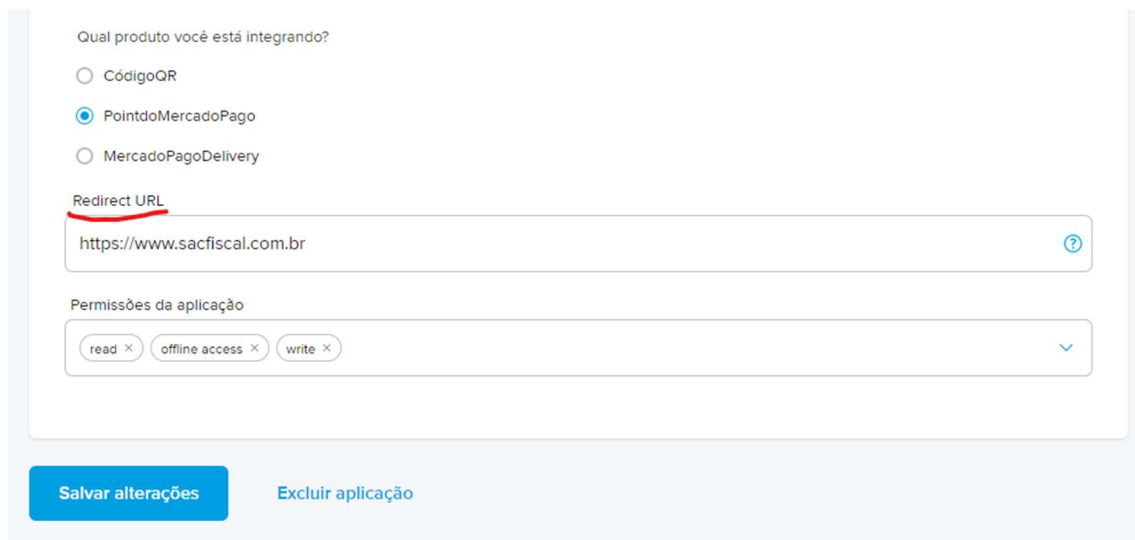 Qual produto você está integrando?
CódigoQR
PointdoMercadoPago
MercadoPagoDelivery
Redirect URL
https://www.sacfiscal.com.br
?
Permissões da aplicação
read × offline access × write ×
Salvar alterações Excluir aplicação